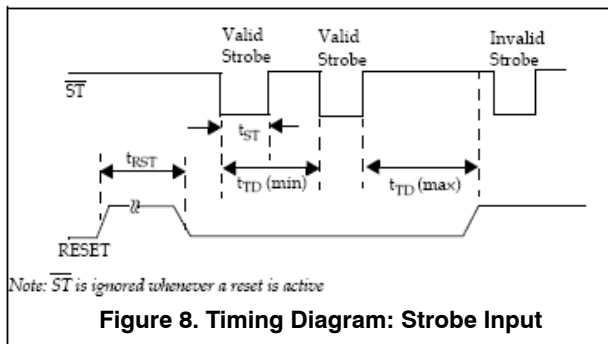 Valid Strobe
Valid Strobe
Invalid Strobe
ST
tST
tRST
tTD (min)
tTD (max)
RESET
Note: ST is ignored whenever a reset is active
Figure 8. Timing Diagram: Strobe Input